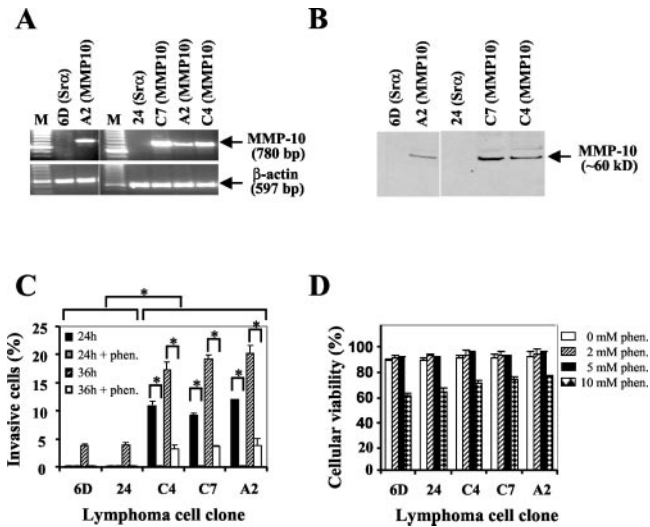 A
M
6D (Srα)
A2 (MMP10)
M
24 (Srα)
C7 (MMP10)
A2 (MMP10)
C4 (MMP10)
MMP-10
(780 bp)
β-actin
(597 bp)
B
6D (Srα)
A2 (MMP10)
24 (Srα)
C7 (MMP10)
C4 (MMP10)
MMP-10
(~60 kD)
C
*
Invasive cells (%)
25
20
15
10
5
0
24h
24h + phen.
36h
36h + phen.
* * * * * *
6D 24 C4 C7 A2
Lymphoma cell clone
D
Cellular viability (%)
100
80
60
40
20
0
0 mM phen.
2 mM phen.
5 mM phen.
10 mM phen.
6D 24 C4 C7 A2
Lymphoma cell clone